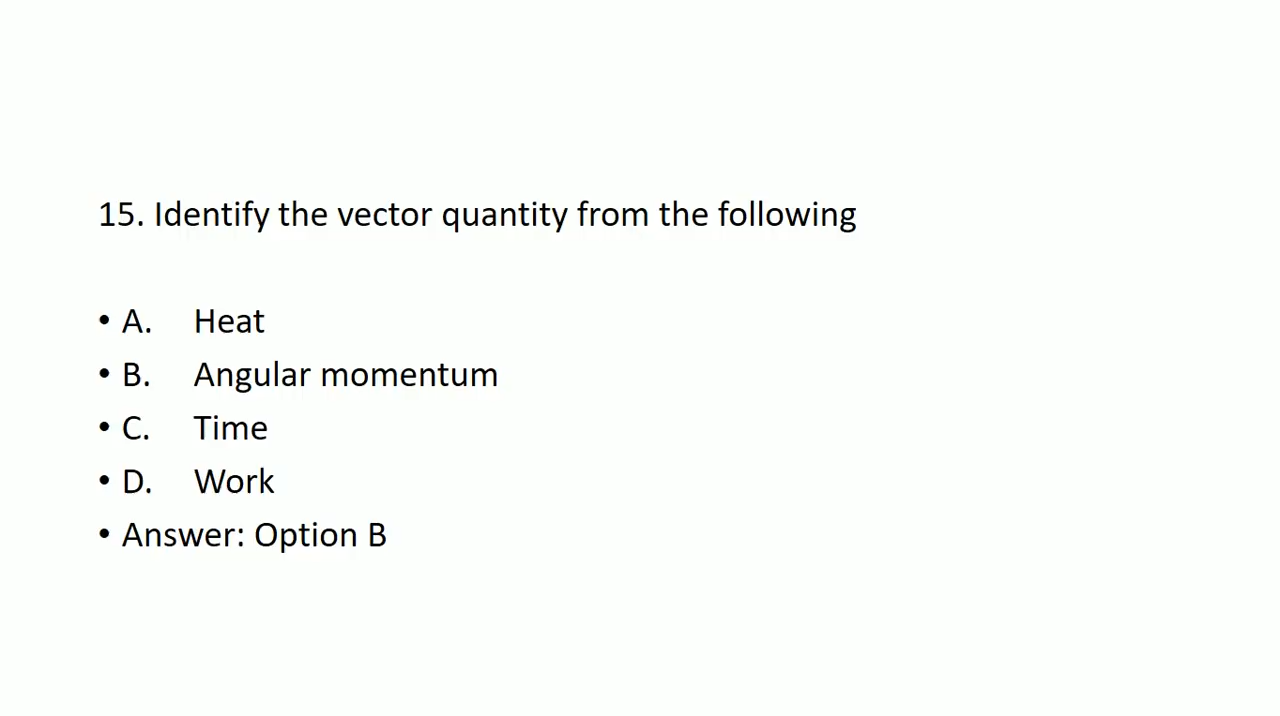 15. Identify the vector quantity from the following
• A. Heat
• B. Angular momentum
• C. Time
• D. Work
• Answer: Option B